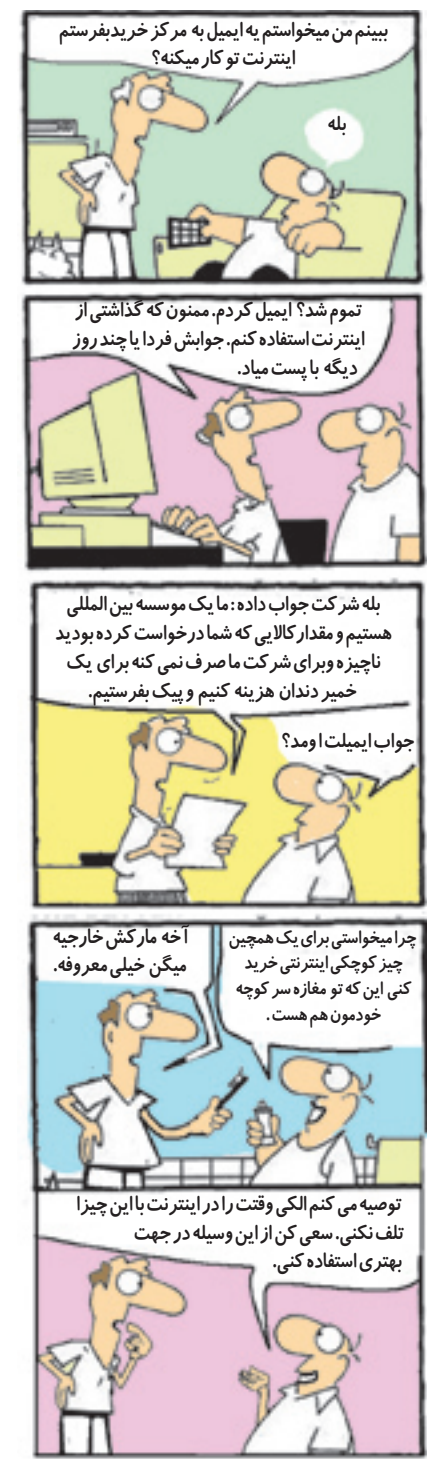 ببینم من میخواستم یه ایمیل به مرکز خریدبفرستم
اینترنت تو کار میکنه؟
بله
تموم شد؟ ایمیل کردم. ممنون که گذاشتی از
اینترنت استفاده کنم. جوابش فردا یا چند روز
دیگه با پست میاد.
بله شرکت جواب داده: ما یک موسسه بین المللی
هستیم و مقدار کالایی که شما درخواست کرده بودید
ناچیزه وبرای شرکت ما صرف نمی کنه برای یک
خمیر دندان هزینه کنیم و پیک بفرستیم.
جواب ایمیلت اومد؟
چرا میخواستی برای یک همچین
چیز کوچکی اینترنتی خرید
کنی این که تو مغازه سر کوچه
خودمون هم هست.
آخه مارکش خارجیه
میگن خیلی معروفه.
توصیه می کنم الکی وقتت را در اینترنت با این چیزا
تلف نکنی. سعی کن از این وسیله در جهت
بهتری استفاده کنی.